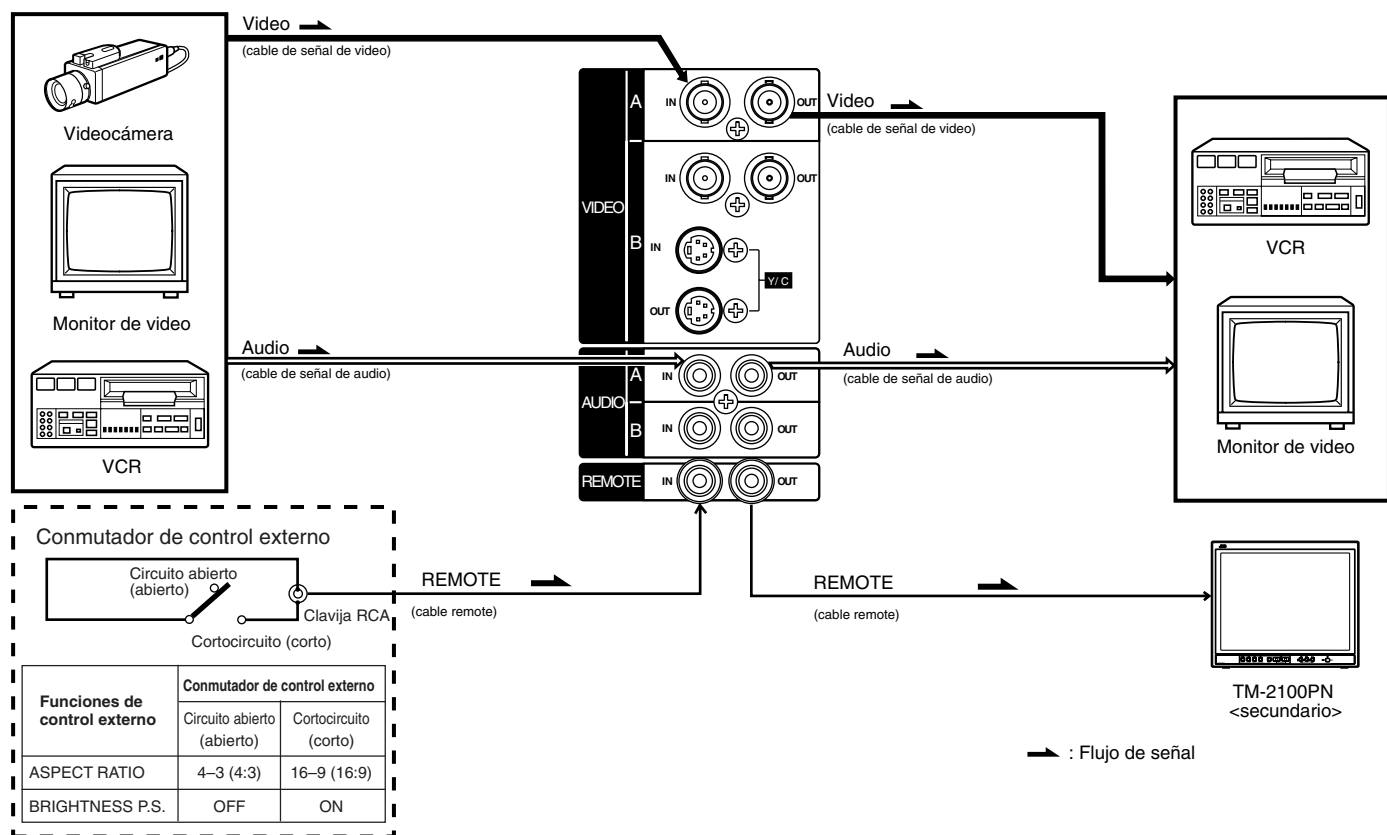 Video
(cable de señal de video)
Videocámera
Monitor de video
VCR
Audio
(cable de señal de audio)
VIDEO
A
IN
OUT
B
IN
OUT
IN
OUT
Y/C
AUDIO
A
IN
OUT
B
IN
OUT
REMOTE
IN
OUT
Video
(cable de señal de video)
VCR
Audio
(cable de señal de audio)
Monitor de video
Conmutador de control externo
Circuito abierto
(abierto)
Clavija RCA
Cortocircuito (corto)
REMOTE
(cable remote)
REMOTE
(cable remote)
TM-2100PN
<secundario>
Funciones de
control externo
Conmutador de control externo
Circuito abierto
(abierto)
Cortocircuito
(corto)
ASPECT RATIO
4–3 (4:3)
16–9 (16:9)
BRIGHTNESS P.S.
OFF
ON
: Flujo de señal